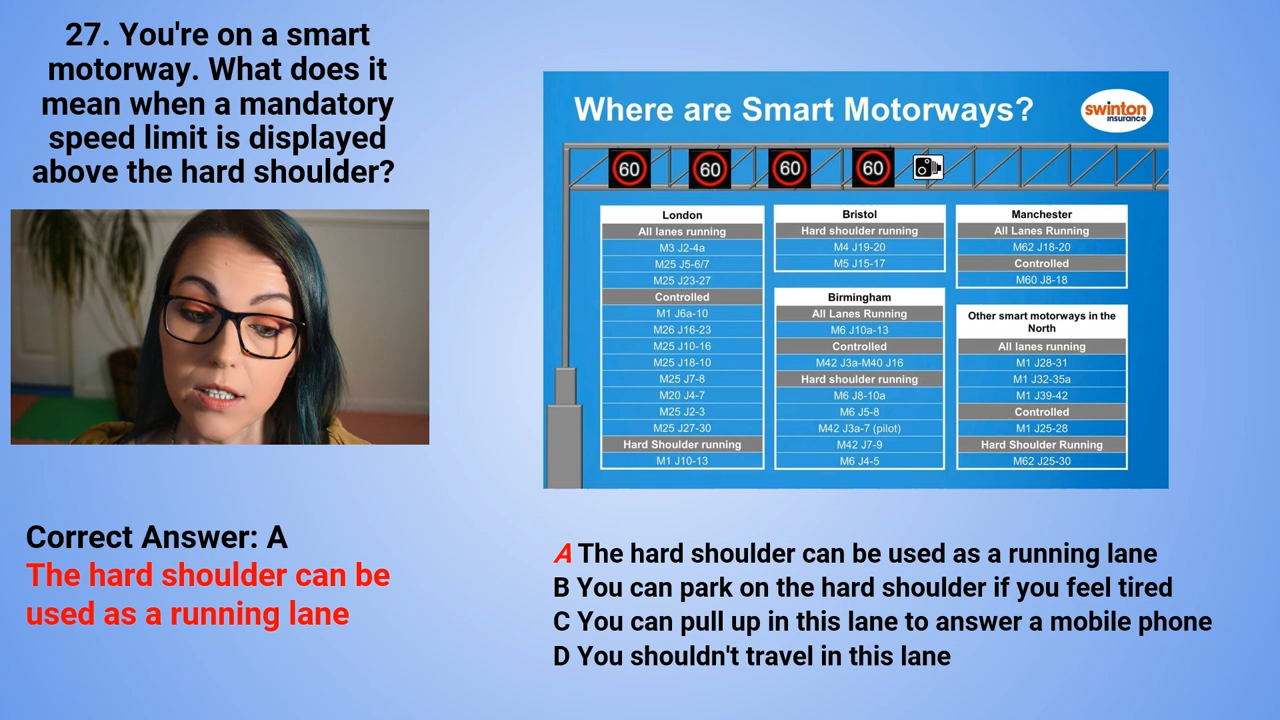 27. You're on a smart
motorway. What does it
mean when a mandatory
speed limit is displayed
above the hard shoulder?
Where are Smart Motorways?
swinton
insurance
60
60
60
60
London
All lanes running
M3 J2-4a
M25 J5-6/7
M25 J23-27
Controlled
M1 J6a-10
M26 J16-23
M25 J10-16
M25 J18-10
M25 J7-8
M20 J4-7
M25 J2-3
M25 J27-30
Hard Shoulder running
M1 J10-13
Bristol
Hard shoulder running
M4 J19-20
M5 J15-17
Birmingham
All Lanes Running
M6 J10a-13
Controlled
M42 J3a-M40 J16
Hard shoulder running
M6 J8-10a
M6 J5-8
M42 J3a-7 (pilot)
M42 J7-9
M6 J4-5
Manchester
All Lanes Running
M62 J18-20
Controlled
M60 J8-18
Other smart motorways in the
North
All lanes running
M1 J28-31
M1 J32-35a
M1 J39-42
Controlled
M1 J25-28
Hard Shoulder Running
M62 J25-30
Correct Answer: A
The hard shoulder can be
used as a running lane
A The hard shoulder can be used as a running lane
B You can park on the hard shoulder if you feel tired
C You can pull up in this lane to answer a mobile phone
D You shouldn't travel in this lane